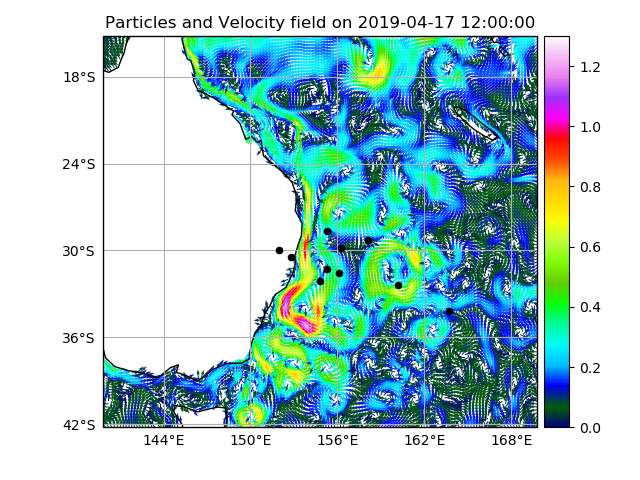 Particles and Velocity field on 2019-04-17 12:00:00
18°S
24°S
30°S
36°S
42°S
144°E 150°E 156°E 162°E 168°E
1.2
1.0
0.8
0.6
0.4
0.2
0.0